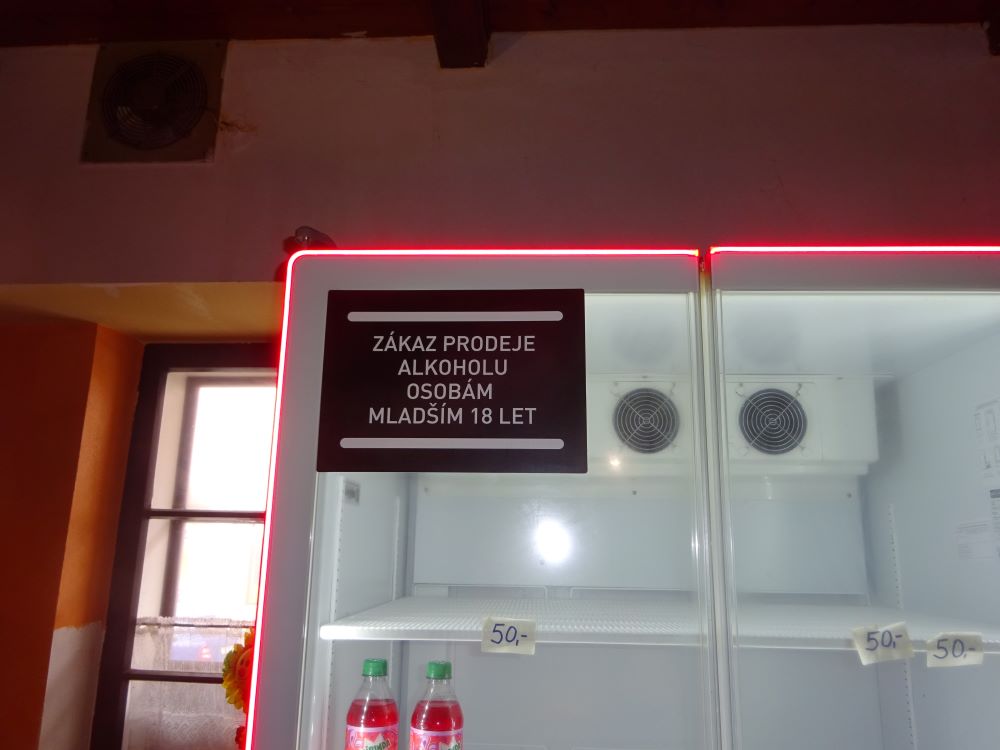 ZÁKAZ PRODEJE
ALKOHOLU
OSOBÁM
MLADŠÍM 18 LET
50,-
50,-
50,-